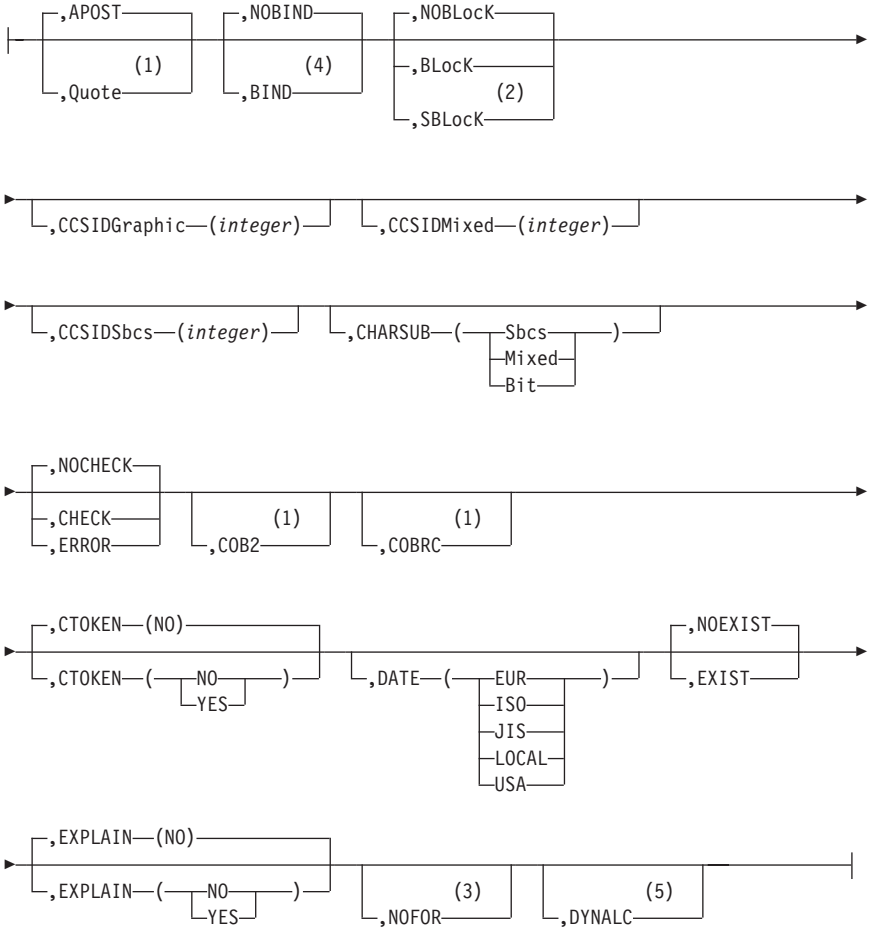 ,APOST ,NOBIND ,NOBLocK
(1) (4) ,BLocK
,Quote ,BIND (2)
,SBLocK
,CCSIDGraphic (integer) ,CCSIDMixed (integer)
,CCSIDSbcs (integer) ,CHARSUB ( Sbcs )
Mixed
Bit
,NOCHECK
,CHECK (1) (1)
,ERROR ,COB2 ,COBRC
,CTOKEN (NO) ,NOEXIST
,CTOKEN ( NO ) ,DATE ( EUR ) ,EXIST
YES ISO
JIS
LOCAL
USA
,EXPLAIN (NO)
,EXPLAIN ( NO ) (3) (5)
YES ,NOFOR ,DYNALC